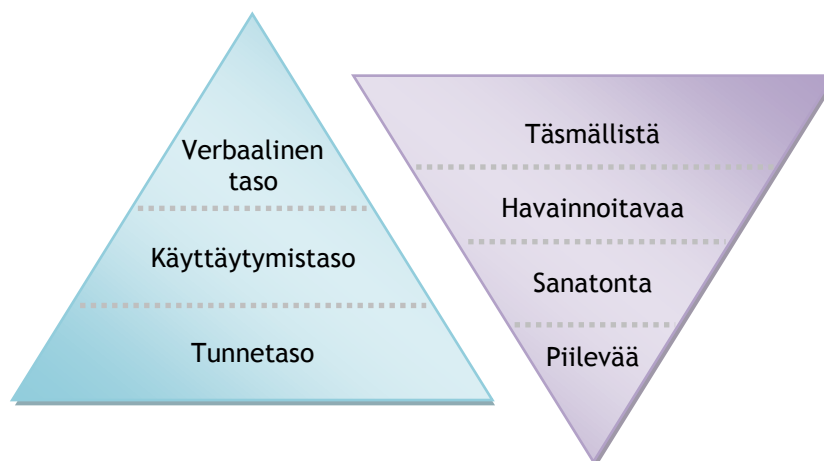 Verbaalinen
taso
Käyttäytymistaso
Tunnetaso
Täsmällistä
Havainnoitavaa
Sanatonta
Piilevää